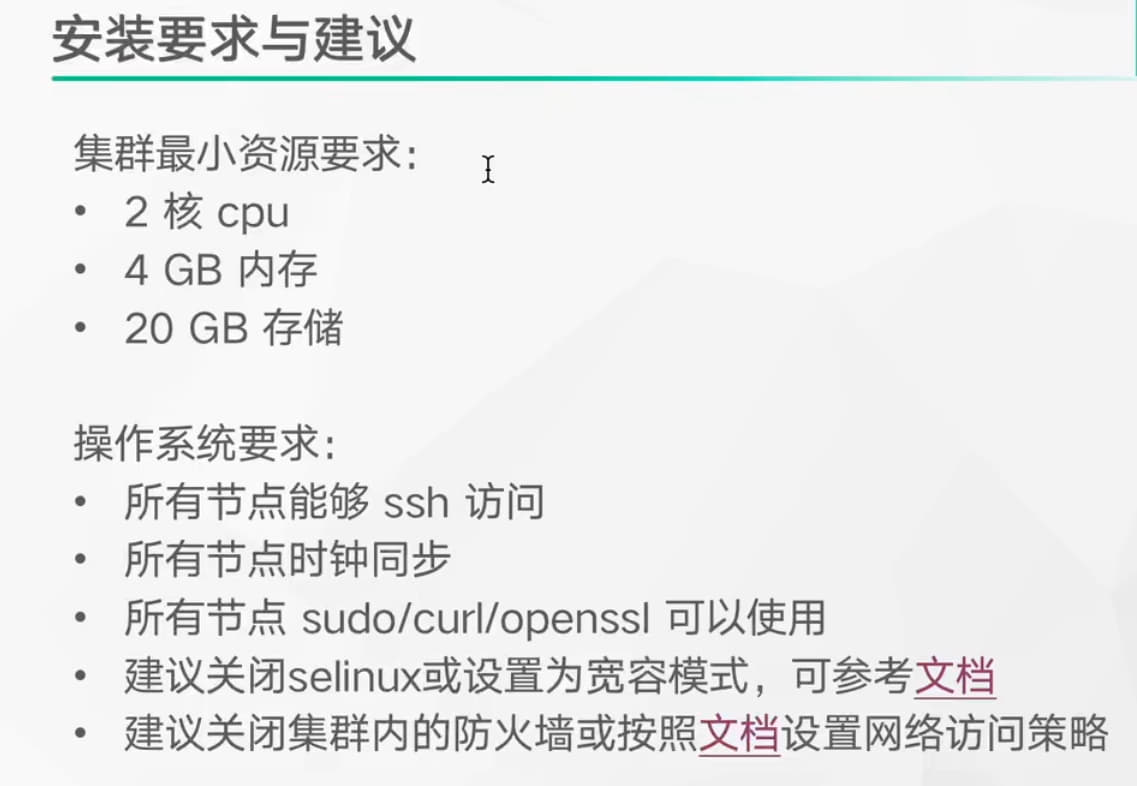 安装要求与建议
集群最小资源要求：
• 2 核 cpu
• 4 GB 内存
• 20 GB 存储
操作系统要求：
• 所有节点能够 ssh 访问
• 所有节点时钟同步
• 所有节点 sudo/curl/openssl 可以使用
• 建议关闭selinux或设置为宽容模式，可参考文档
• 建议关闭集群内的防火墙或按照文档设置网络访问策略